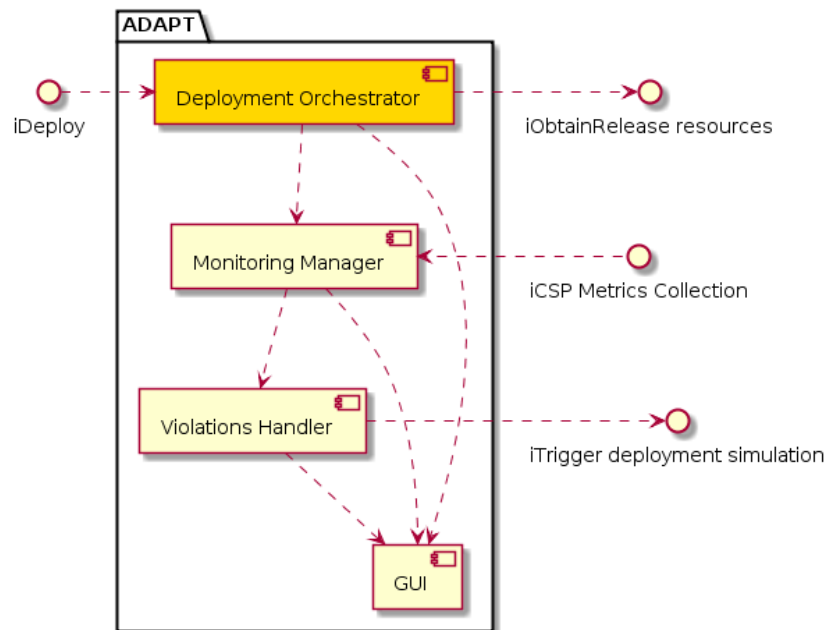 ADAPT
Deployment Orchestrator
iDeploy
iObtainRelease resources
Monitoring Manager
iCSP Metrics Collection
Violations Handler
iTrigger deployment simulation
GUI